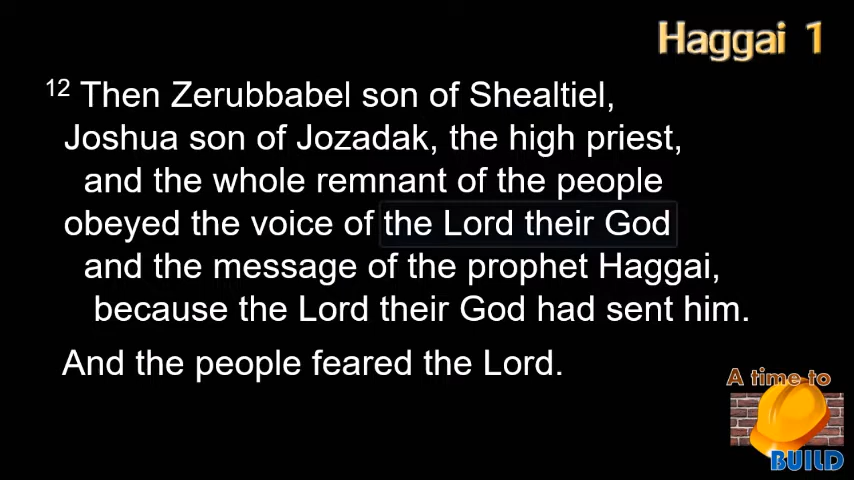 Haggai 1
12 Then Zerubbabel son of Shealtiel,
Joshua son of Jozadak, the high priest,
and the whole remnant of the people
obeyed the voice of the Lord their God
and the message of the prophet Haggai,
because the Lord their God had sent him.
And the people feared the Lord.
A time to
BUILD